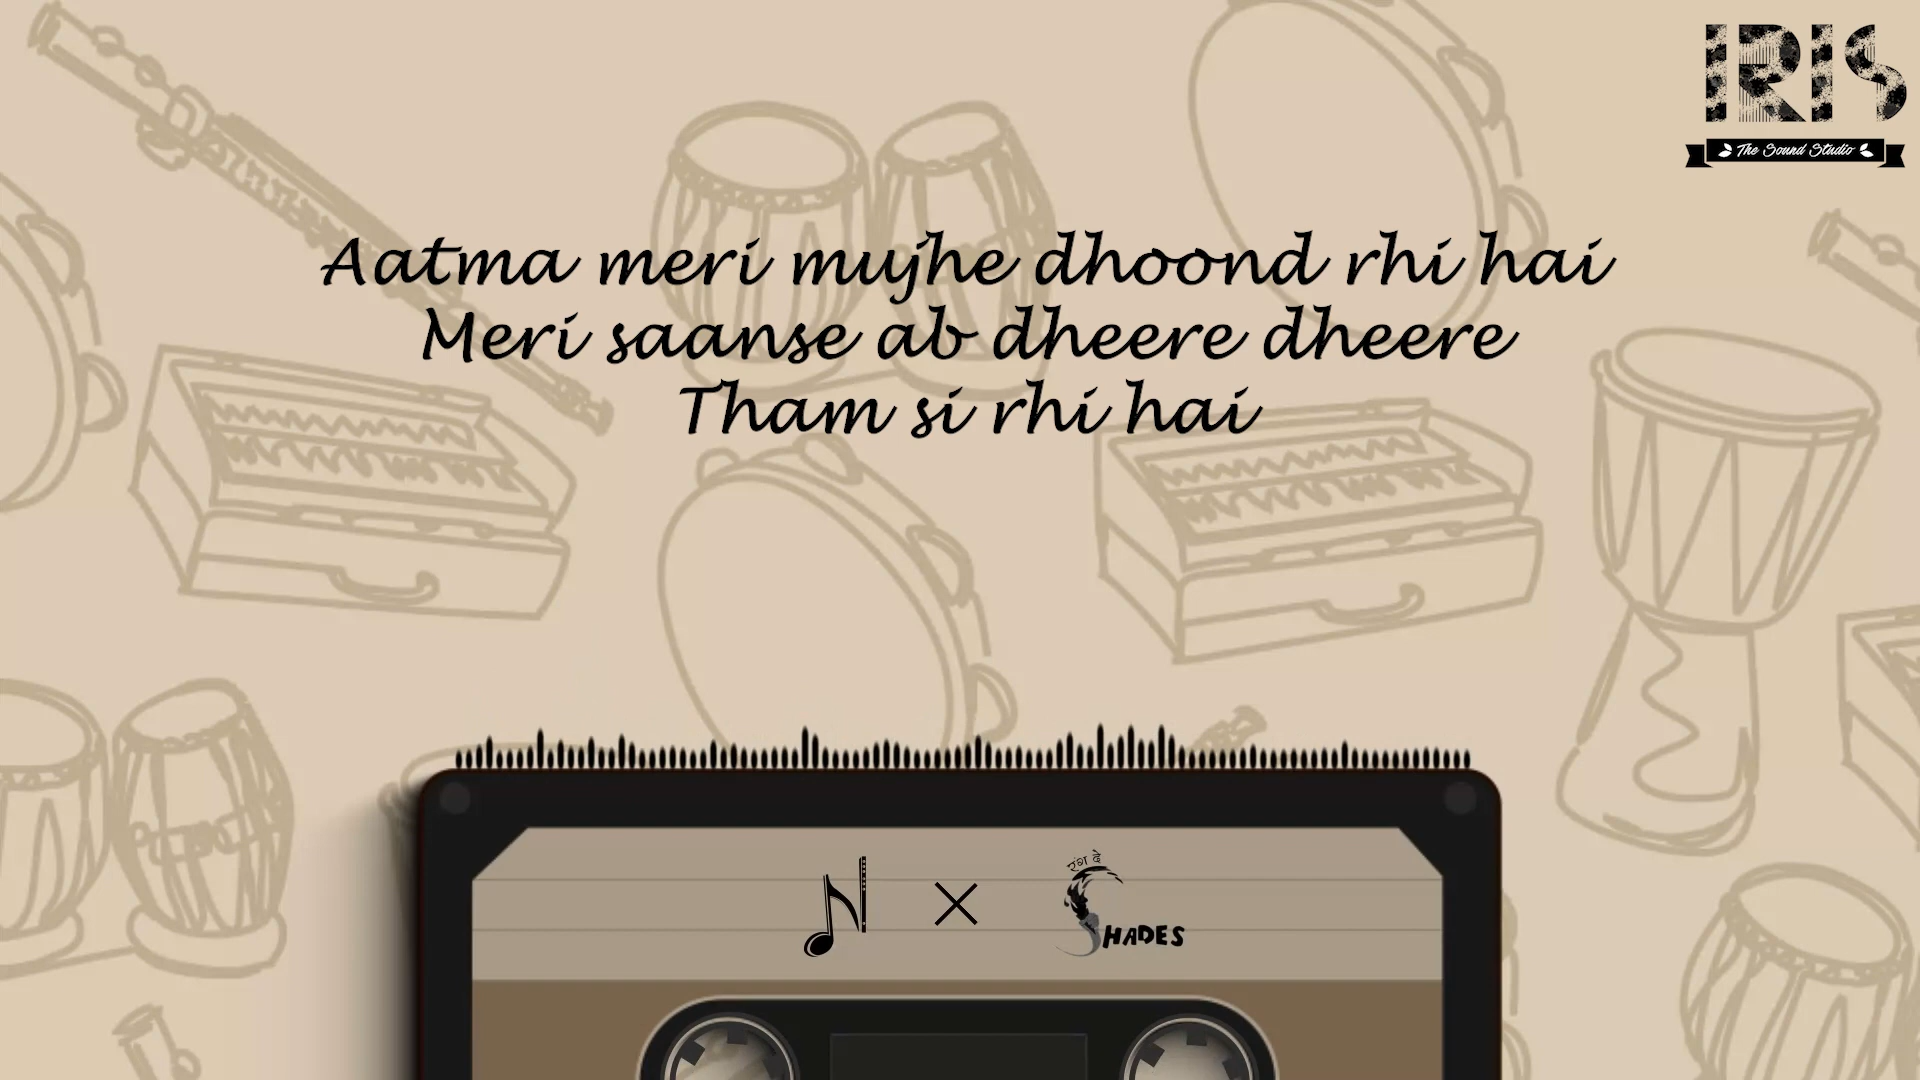 IRIS
The Sound Studio
Aatma meri mujhe dhoond rhi hai
Meri saanse ab dheere dheere
Tham si rhi hai
रंग दे
SHADES